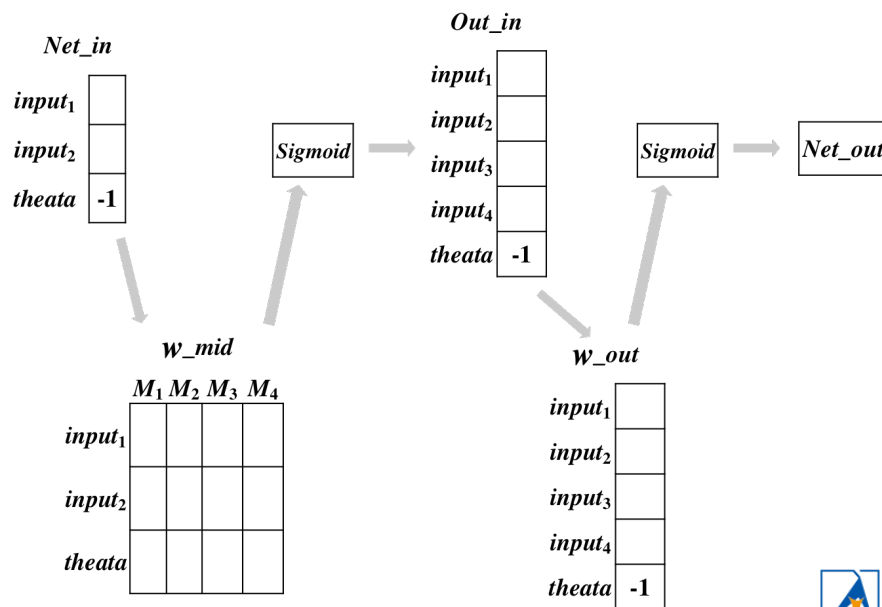 Net_in
input1
input2
theata -1
Sigmoid
Out_in
input1
input2
input3
input4
theata -1
Sigmoid
Net_out
w_mid
M1 M2 M3 M4
input1
input2
theata
w_out
input1
input2
input3
input4
theata -1